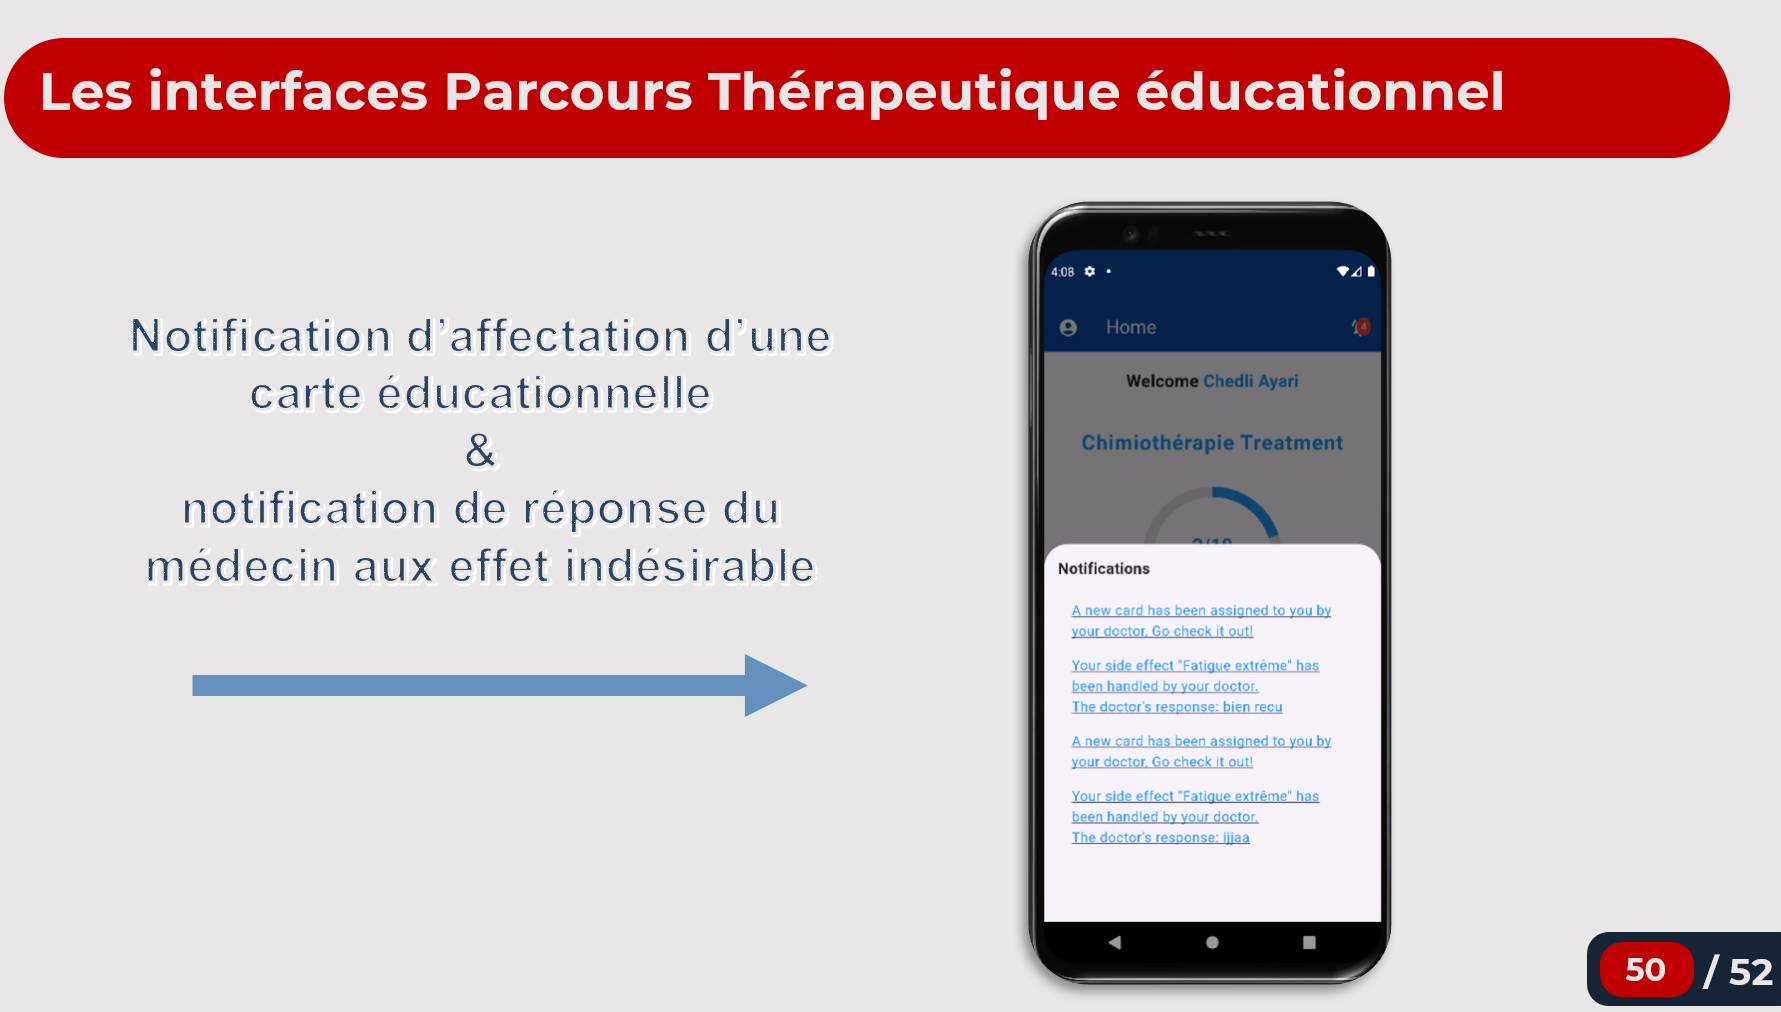 Les interfaces Parcours Thérapeutique éducationnel
Notification d’affectation d’une
carte éducationnelle
&
notification de réponse du
médecin aux effet indésirable
4:08
Home
4
Welcome Chedli Ayari
Chimiothérapie Treatment
Notifications
A new card has been assigned to you by
your doctor, Go check it out!
Your side effect "Fatigue extrême" has
been handled by your doctor.
The doctor's response: bien recu
A new card has been assigned to you by
your doctor, Go check it out!
Your side effect "Fatigue extrême" has
been handled by your doctor.
The doctor's response: ijjaa
50 / 52